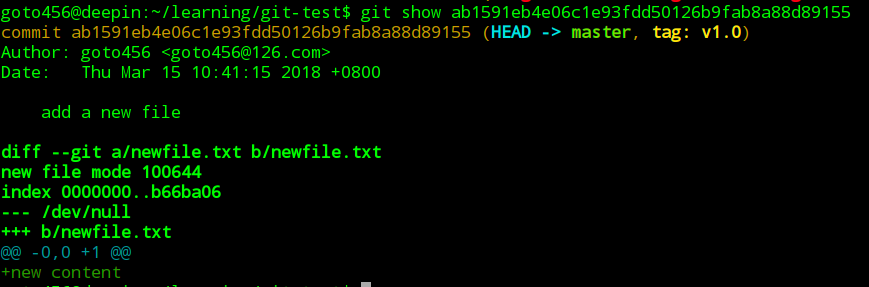 goto456@deepin:~/learning/git-test$ git show ab1591eb4e06c1e93fdd50126b9fab8a88d89155
commit ab1591eb4e06c1e93fdd50126b9fab8a88d89155 (HEAD -> master, tag: v1.0)
Author: goto456 <goto456@126.com>
Date:   Thu Mar 15 10:41:15 2018 +0800
    add a new file
diff --git a/newfile.txt b/newfile.txt
new file mode 100644
index 0000000..b66ba06
--- /dev/null
+++ b/newfile.txt
@@ -0,0 +1 @@
+new content